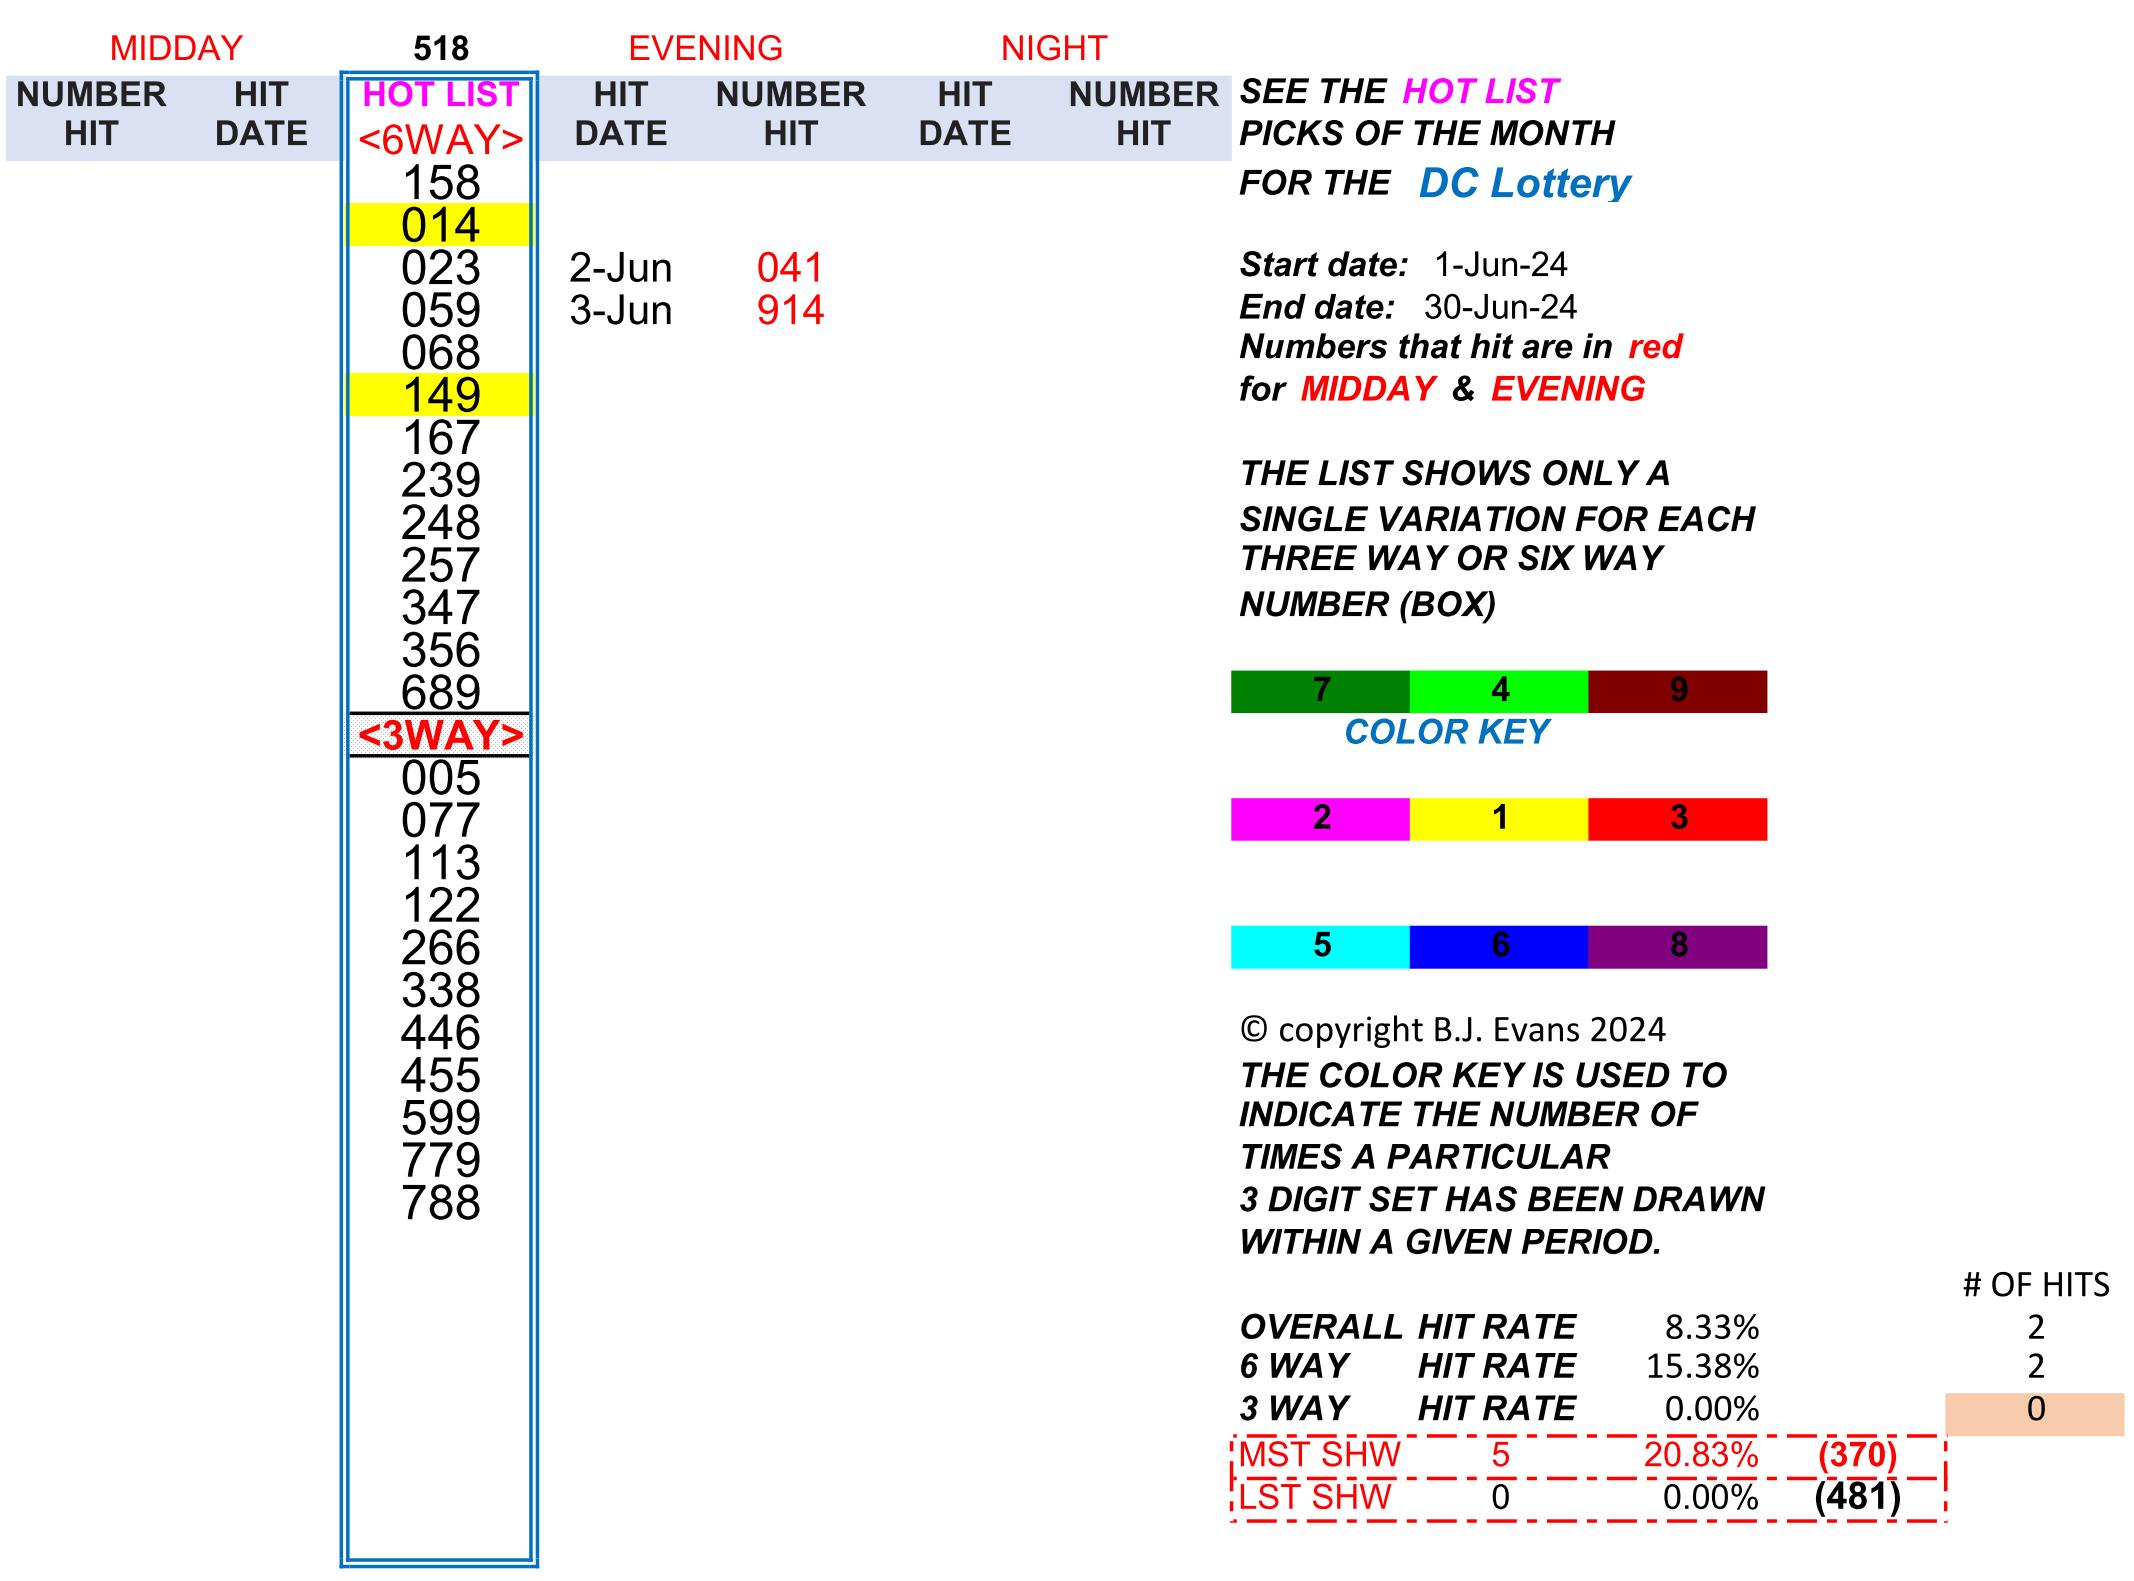 MIDDAY 518 EVENING NIGHT
NUMBER HIT HOT LIST HIT NUMBER HIT NUMBER
HIT DATE <6WAY> DATE HIT DATE HIT
158
014
023 2-Jun 041
059 3-Jun 914
068
149
167
239
248
257
347
356
689
<3WAY>
005
077
113
122
266
338
446
455
599
779
788
SEE THE HOT LIST
PICKS OF THE MONTH
FOR THE DC Lottery
Start date: 1-Jun-24
End date: 30-Jun-24
Numbers that hit are in red
for MIDDAY & EVENING
THE LIST SHOWS ONLY A
SINGLE VARIATION FOR EACH
THREE WAY OR SIX WAY
NUMBER (BOX)
7 4 9
COLOR KEY
2 1 3
5 6 8
© copyright B.J. Evans 2024
THE COLOR KEY IS USED TO
INDICATE THE NUMBER OF
TIMES A PARTICULAR
3 DIGIT SET HAS BEEN DRAWN
WITHIN A GIVEN PERIOD.
# OF HITS
OVERALL HIT RATE 8.33% 2
6 WAY HIT RATE 15.38% 2
3 WAY HIT RATE 0.00% 0
MST SHW 5 20.83% (370)
LST SHW 0 0.00% (481)